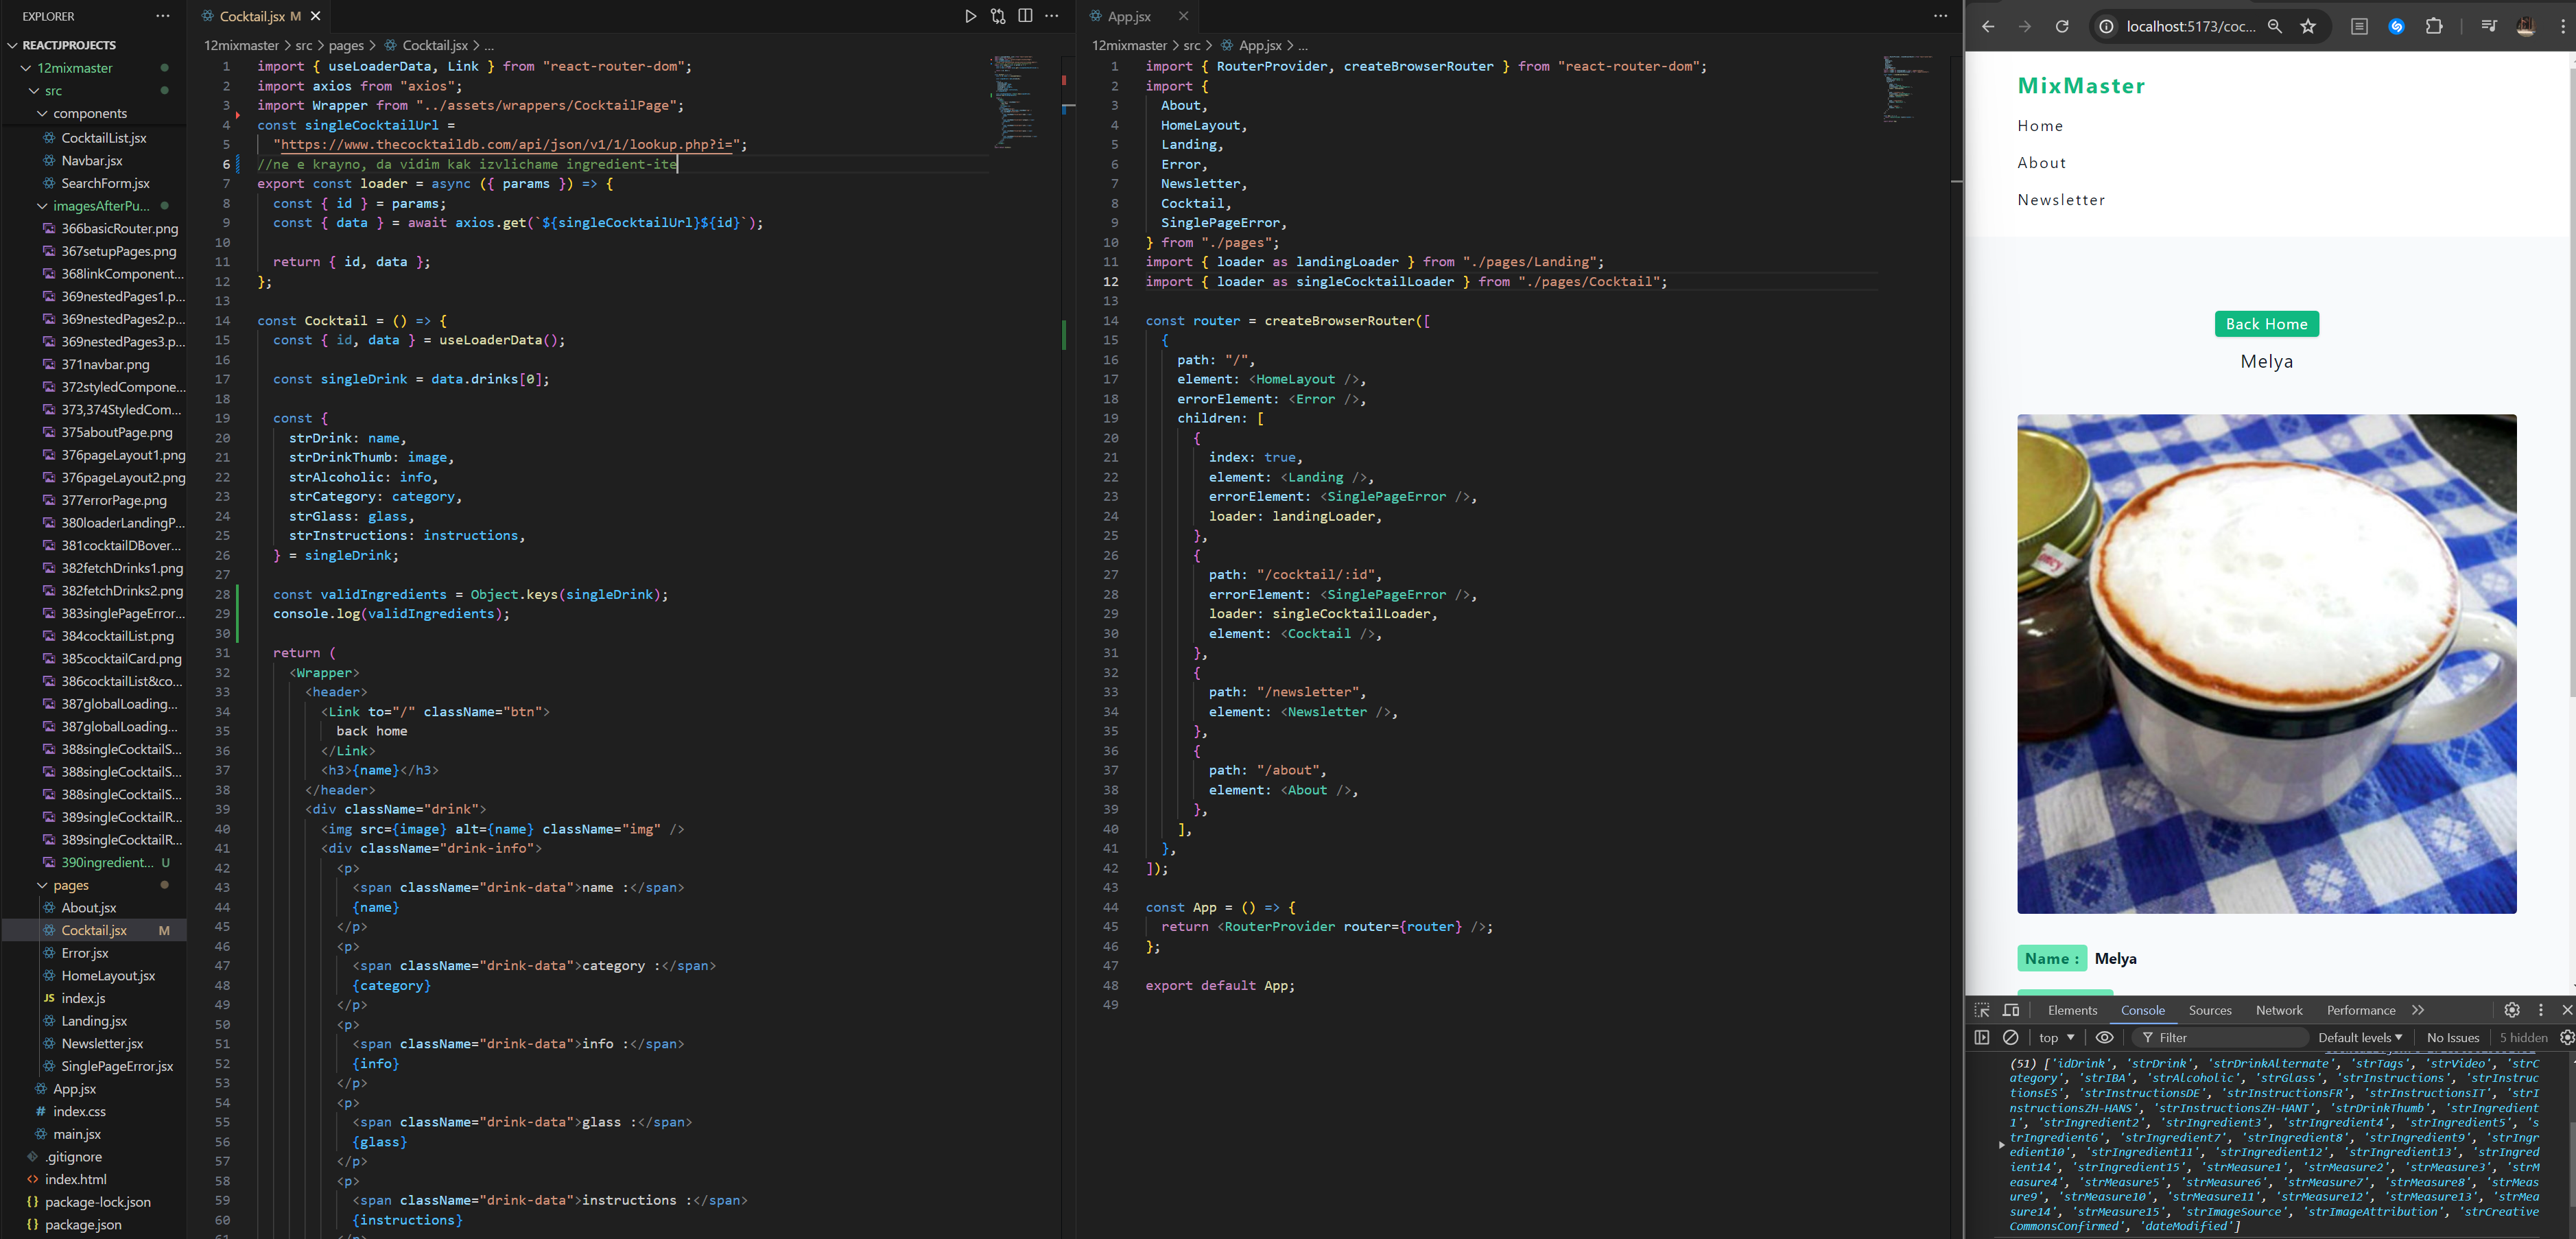 EXPLORER
REACTJPROJECTS
12mixmaster
src
components
CocktailList.jsx
Navbar.jsx
SearchForm.jsx
imagesAfterPu...
366basicRouter.png
367setupPages.png
368linkComponent...
369nestedPages1.p...
369nestedPages2.p...
369nestedPages3.p...
371navbar.png
372styledCompone...
373,374StyledCom...
375aboutPage.png
376pageLayout1.png
376pageLayout2.png
377errorPage.png
380loaderLandingP...
381cocktailDBover...
382fetchDrinks1.png
382fetchDrinks2.png
383singlePageError...
384cocktailList.png
385cocktailCard.png
386cocktailList&co...
387globalLoading...
387globalLoading...
388singleCocktailS...
388singleCocktailS...
388singleCocktailS...
389singleCocktailR...
389singleCocktailR...
390ingredient... U
pages
About.jsx
Cocktail.jsx M
Error.jsx
HomeLayout.jsx
JS index.js
Landing.jsx
Newsletter.jsx
SinglePageError.jsx
App.jsx
# index.css
main.jsx
.gitignore
<> index.html
{} package-lock.json
{} package.json
Cocktail.jsx M
12mixmaster > src > pages > Cocktail.jsx > ...
1 import { useLoaderData, Link } from "react-router-dom";
2 import axios from "axios";
3 import Wrapper from "../assets/wrappers/CocktailPage";
4 const singleCocktailUrl =
5 "https://www.thecocktaildb.com/api/json/v1/1/lookup.php?i=";
6 //ne e krayno, da vidim kak izvlichame ingredient-ite
7 export const loader = async ({ params }) => {
8 const { id } = params;
9 const { data } = await axios.get(`${singleCocktailUrl}${id}`);
10
11 return { id, data };
12 };
13
14 const Cocktail = () => {
15 const { id, data } = useLoaderData();
16
17 const singleDrink = data.drinks[0];
18
19 const {
20 strDrink: name,
21 strDrinkThumb: image,
22 strAlcoholic: info,
23 strCategory: category,
24 strGlass: glass,
25 strInstructions: instructions,
26 } = singleDrink;
27
28 const validIngredients = Object.keys(singleDrink);
29 console.log(validIngredients);
30
31 return (
32 <Wrapper>
33 <header>
34 <Link to="/" className="btn">
35 back home
36 </Link>
37 <h3>{name}</h3>
38 </header>
39 <div className="drink">
40 <img src={image} alt={name} className="img" />
41 <div className="drink-info">
42 <p>
43 <span className="drink-data">name :</span>
44 {name}
45 </p>
46 <p>
47 <span className="drink-data">category :</span>
48 {category}
49 </p>
50 <p>
51 <span className="drink-data">info :</span>
52 {info}
53 </p>
54 <p>
55 <span className="drink-data">glass :</span>
56 {glass}
57 </p>
58 <p>
59 <span className="drink-data">instructions :</span>
60 {instructions}
App.jsx
12mixmaster > src > App.jsx > ...
1 import { RouterProvider, createBrowserRouter } from "react-router-dom";
2 import {
3 About,
4 HomeLayout,
5 Landing,
6 Error,
7 Newsletter,
8 Cocktail,
9 SinglePageError,
10 } from "./pages";
11 import { loader as landingLoader } from "./pages/Landing";
12 import { loader as singleCocktailLoader } from "./pages/Cocktail";
13
14 const router = createBrowserRouter([
15 {
16 path: "/",
17 element: <HomeLayout />,
18 errorElement: <Error />,
19 children: [
20 {
21 index: true,
22 element: <Landing />,
23 errorElement: <SinglePageError />,
24 loader: landingLoader,
25 },
26 {
27 path: "/cocktail/:id",
28 errorElement: <SinglePageError />,
29 loader: singleCocktailLoader,
30 element: <Cocktail />,
31 },
32 {
33 path: "/newsletter",
34 element: <Newsletter />,
35 },
36 {
37 path: "/about",
38 element: <About />,
39 },
40 ],
41 },
42 ]);
43
44 const App = () => {
45 return <RouterProvider router={router} />;
46 };
47
48 export default App;
49
localhost:5173/coc...
MixMaster
Home
About
Newsletter
Back Home
Melya
Name : Melya
Elements Console Sources Network Performance
top Filter Default levels No Issues 5 hidden
(51) ['idDrink', 'strDrink', 'strDrinkAlternate', 'strTags', 'strVideo', 'strC
ategory', 'strIBA', 'strAlcoholic', 'strGlass', 'strInstructions', 'strInstruc
tionsES', 'strInstructionsDE', 'strInstructionsFR', 'strInstructionsIT', 'strI
nstructionsZH-HANS', 'strInstructionsZH-HANT', 'strDrinkThumb', 'strIngredient
1', 'strIngredient2', 'strIngredient3', 'strIngredient4', 'strIngredient5', 's
trIngredient6', 'strIngredient7', 'strIngredient8', 'strIngredient9', 'strIngr
edient10', 'strIngredient11', 'strIngredient12', 'strIngredient13', 'strIngred
ient14', 'strIngredient15', 'strMeasure1', 'strMeasure2', 'strMeasure3', 'strM
easure4', 'strMeasure5', 'strMeasure6', 'strMeasure7', 'strMeasure8', 'strMeas
ure9', 'strMeasure10', 'strMeasure11', 'strMeasure12', 'strMeasure13', 'strMea
sure14', 'strMeasure15', 'strImageSource', 'strImageAttribution', 'strCreative
CommonsConfirmed', 'dateModified']